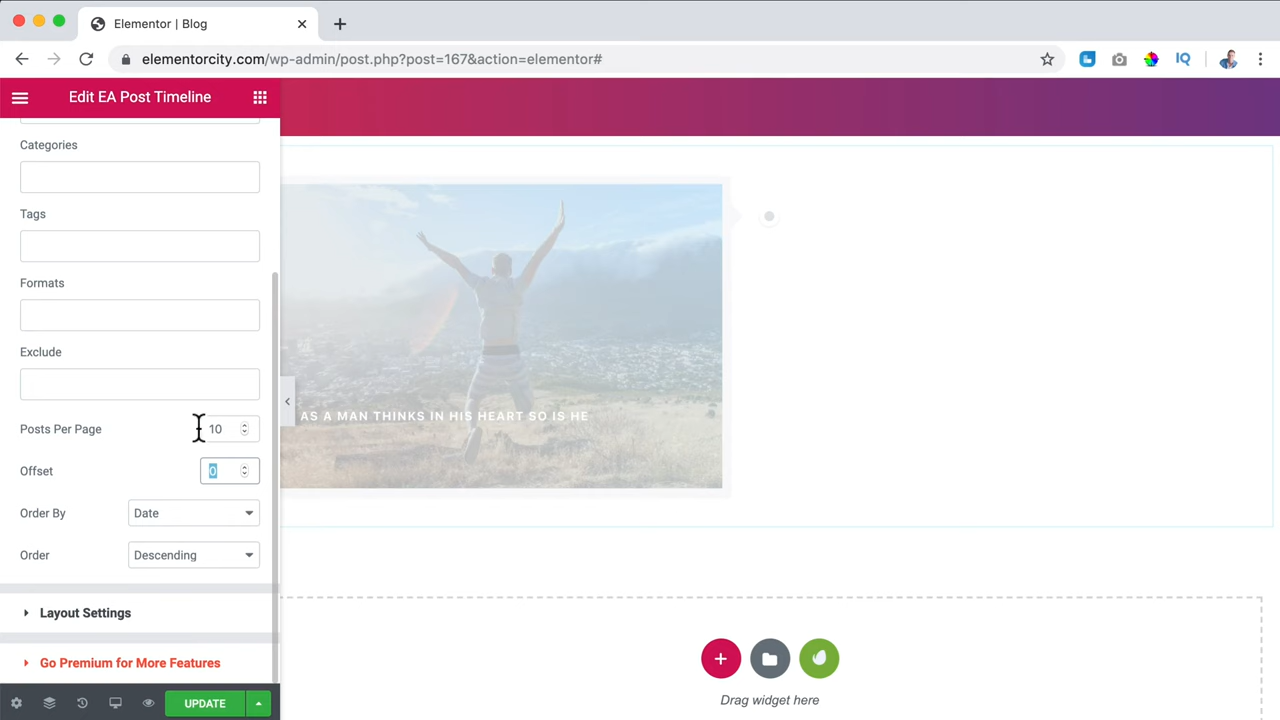 Elementor | Blog
elementorcity.com/wp-admin/post.php?post=167&action=elementor#
IQ
Edit EA Post Timeline
Categories
Tags
Formats
Exclude
Posts Per Page 10
Offset 0
Order By Date
Order Descending
Layout Settings
Go Premium for More Features
UPDATE
AS A MAN THINKS IN HIS HEART SO IS HE
Drag widget here